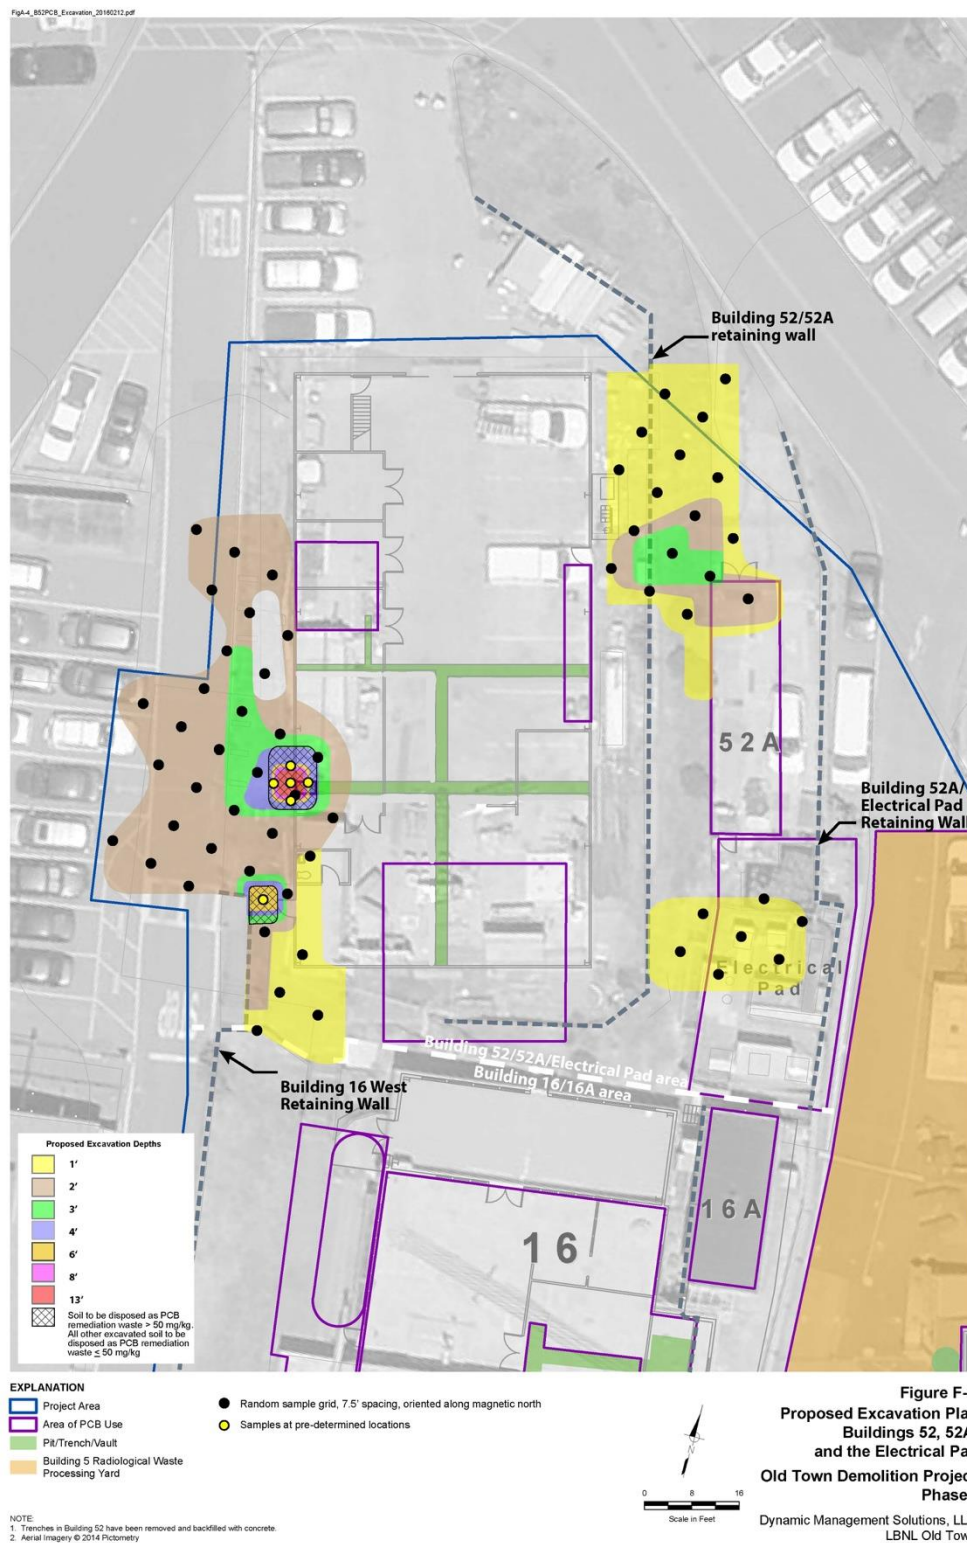 FigA-4_B52PCB_Excavation_20160212.pdf
Building 52/52A
retaining wall
52A
Building 52A/
Electrical Pad
Retaining Wal
Electrical
Pad
Building 52/52A/Electrical Pad area
Building 16/16A area
Building 16 West
Retaining Wall
16A
16
Proposed Excavation Depths
1'
2'
3'
4'
6'
8'
13'
Soil to be disposed as PCB
remediation waste > 50 mg/kg.
All other excavated soil to be
disposed as PCB remediation
waste ≤ 50 mg/kg
EXPLANATION
Project Area
Area of PCB Use
Pit/Trench/Vault
Building 5 Radiological Waste
Processing Yard
Random sample grid, 7.5' spacing, oriented along magnetic north
Samples at pre-determined locations
N
0 8 16
Scale in Feet
Figure F-
Proposed Excavation Pla
Buildings 52, 52A
and the Electrical Pa
Old Town Demolition Projec
Phase
Dynamic Management Solutions, LL
LBNL Old Tow
NOTE:
1. Trenches in Building 52 have been removed and backfilled with concrete.
2. Aerial Imagery © 2014 Pictometry